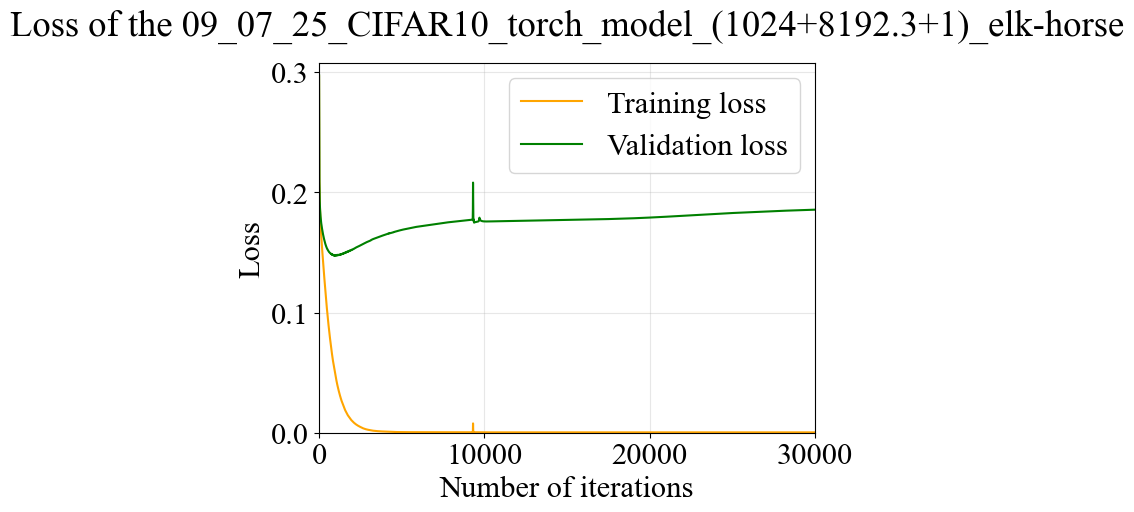 Loss of the 09_07_25_CIFAR10_torch_model_(1024+8192.3+1)_elk-horse
0.3
Training loss
Validation loss
0.2
Loss
0.1
0.0
0 10000 20000 30000
Number of iterations